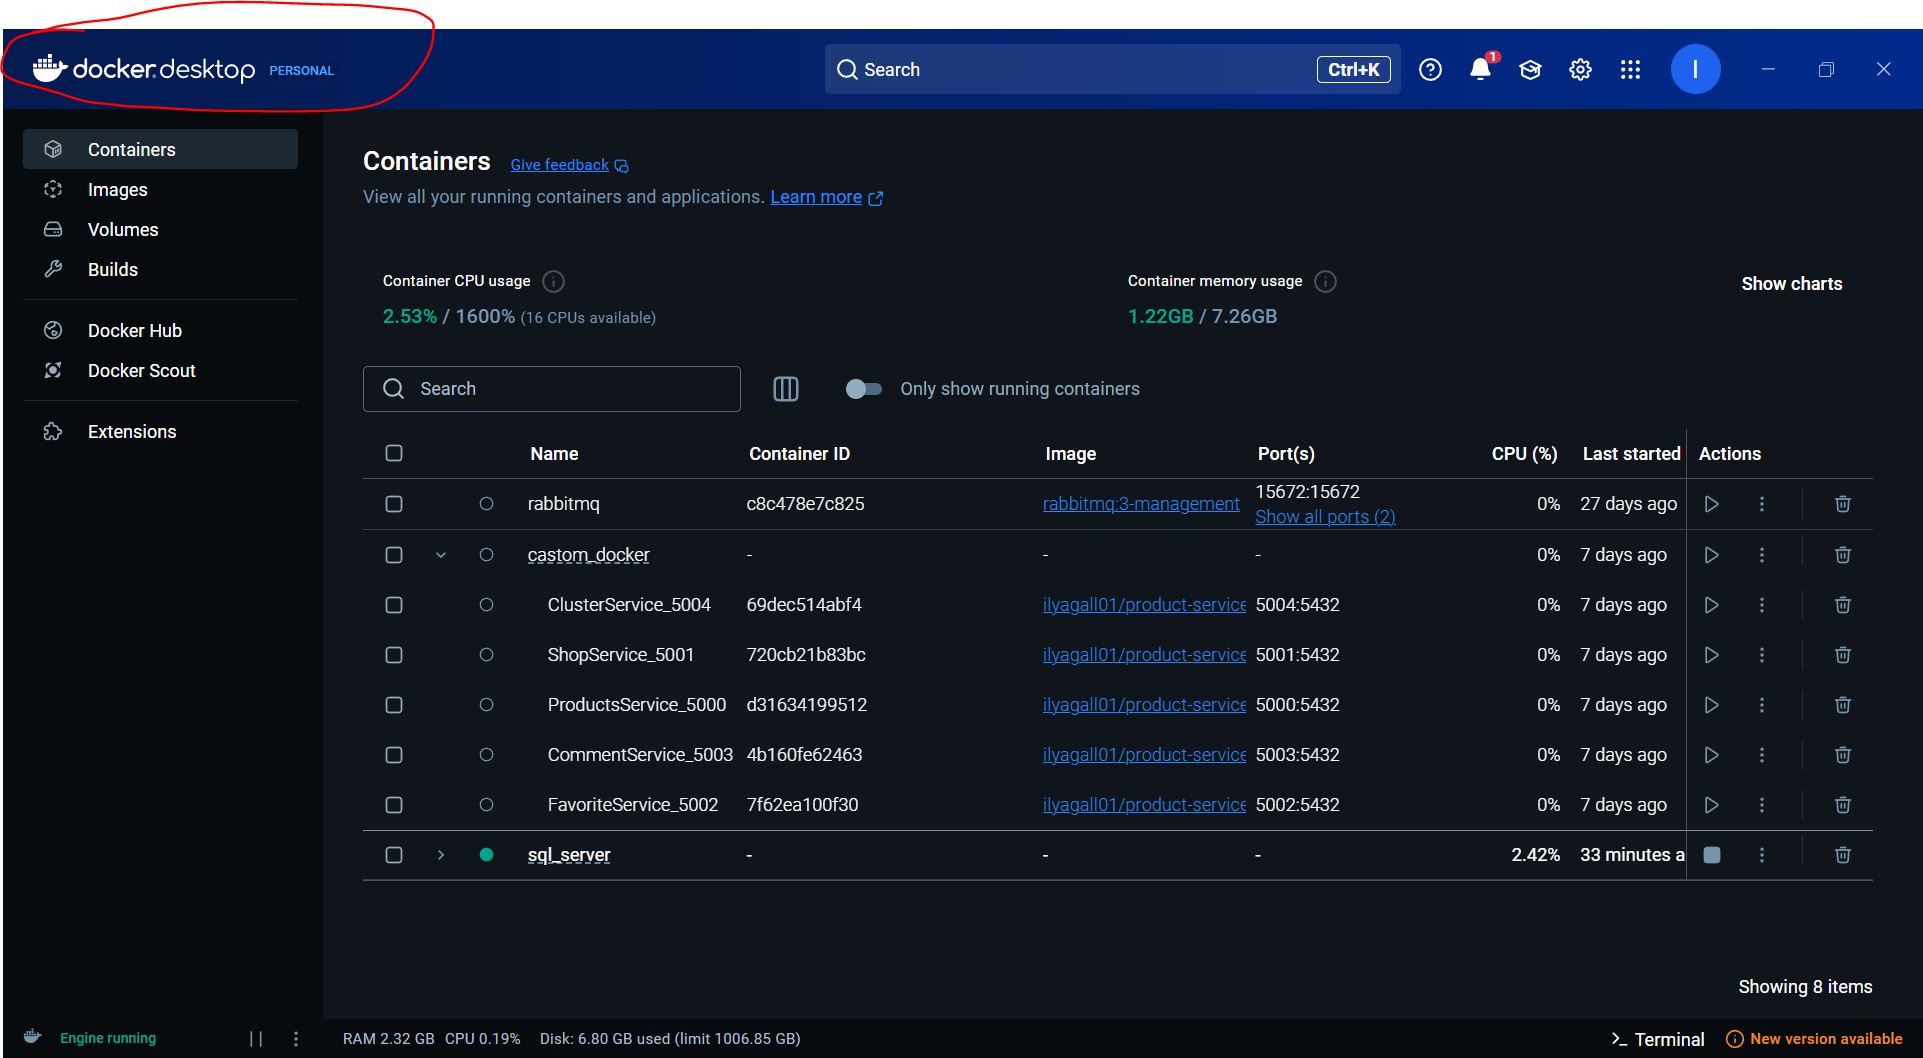 docker.desktop PERSONAL
Search Ctrl+K 1 I
Containers
Images
Volumes
Builds
Docker Hub
Docker Scout
Extensions
Containers Give feedback
View all your running containers and applications. Learn more
Container CPU usage
2.53% / 1600% (16 CPUs available)
Container memory usage
1.22GB / 7.26GB
Show charts
Search
Only show running containers
Name Container ID Image Port(s) CPU (%) Last started Actions
rabbitmq c8c478e7c825 rabbitmq:3-management 15672:15672 0% 27 days ago
Show all ports (2)
castom_docker - - - 0% 7 days ago
ClusterService_5004 69dec514abf4 ilyagall01/product-service 5004:5432 0% 7 days ago
ShopService_5001 720cb21b83bc ilyagall01/product-service 5001:5432 0% 7 days ago
ProductsService_5000 d31634199512 ilyagall01/product-service 5000:5432 0% 7 days ago
CommentService_5003 4b160fe62463 ilyagall01/product-service 5003:5432 0% 7 days ago
FavoriteService_5002 7f62ea100f30 ilyagall01/product-service 5002:5432 0% 7 days ago
sql_server - - - 2.42% 33 minutes a
Showing 8 items
Engine running
RAM 2.32 GB CPU 0.19% Disk: 6.80 GB used (limit 1006.85 GB)
Terminal
New version available